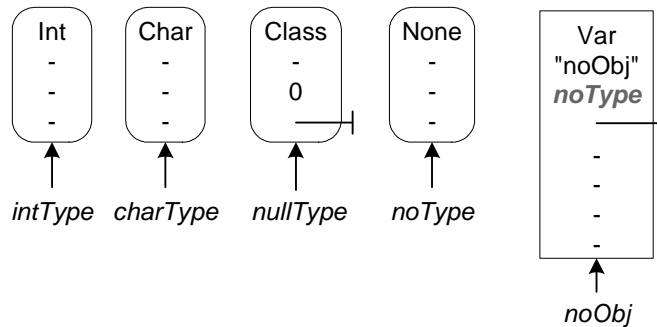 Int
-
-
-
intType
Char
-
-
-
charType
Class
-
0
nullType
None
-
-
-
noType
Var
"noObj"
noType
-
-
-
-
noObj